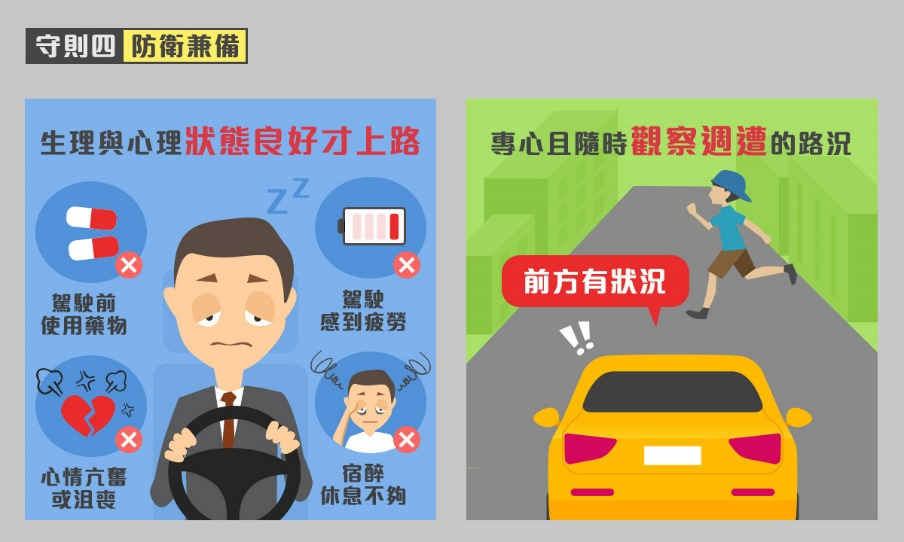 守則四 防衛兼備
生理與心理狀態良好才上路
ZZ
駕駛前
使用藥物
駕駛
感到疲勞
心情亢奮
或沮喪
宿醉
休息不夠
專心且隨時觀察週遭的路況
前方有狀況
!!